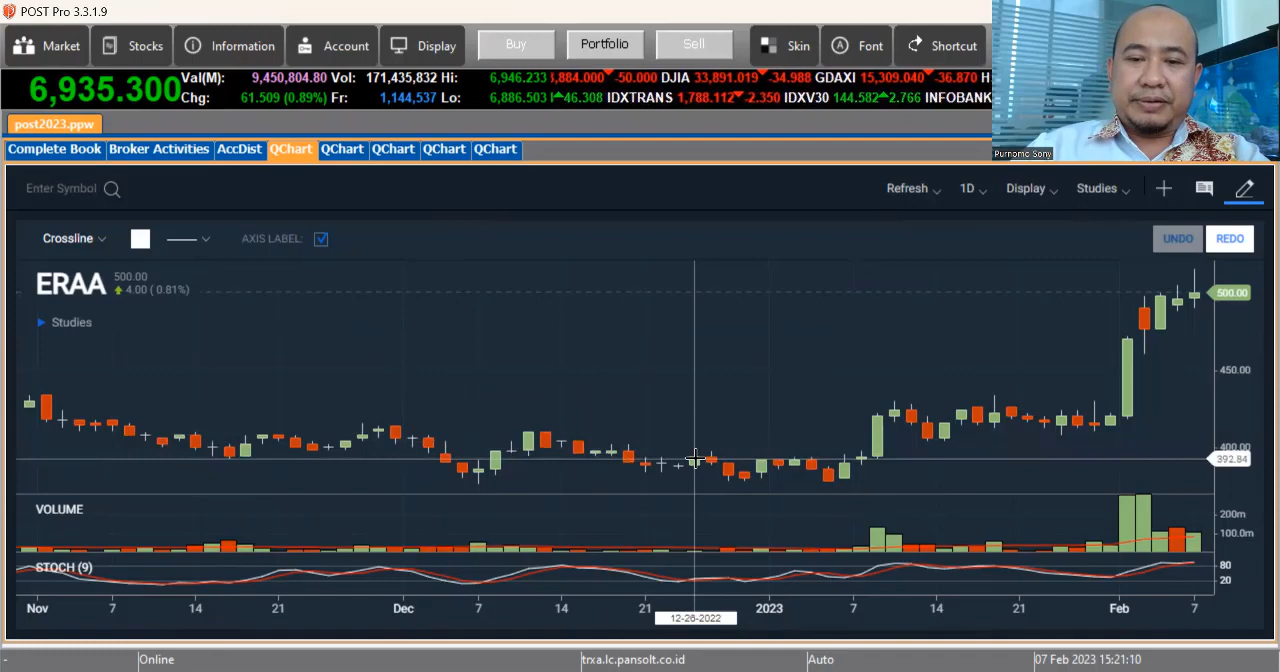 POST Pro 3.3.1.9
Market Stocks Information Account Display Buy Portfolio Sell Skin Font Shortcut
6,935.300 Val(M): 9,450,804.80 Vol: 171,435,832 Hi: 6,946.233 3,884.000 -50.000 DJIA 33,891.019 -34.988 GDAXI 15,309.040 -36.870 H
Chg: 61.509 (0.89%) Fr: 1,144,537 Lo: 6,886.503 46.308 IDXTRANS 1,788.112 -2.350 IDXV30 144.582 2.766 INFOBANK
Purnomo Sony
post2023.ppw
Complete Book Broker Activities AccDist QChart QChart QChart QChart QChart
Enter Symbol Refresh 1D Display Studies
Crossline AXIS LABEL: UNDO REDO
ERAA 500.00
4.00 ( 0.81%)
500.00
Studies
450.00
400.00
392.84
VOLUME
200m
100.0m
STOCH (9)
80
20
Nov 7 14 21 Dec 7 14 21 2023 7 14 21 Feb 7
12-26-2022
- Online trxa.lc.pansolt.co.id Auto 07 Feb 2023 15:21:10